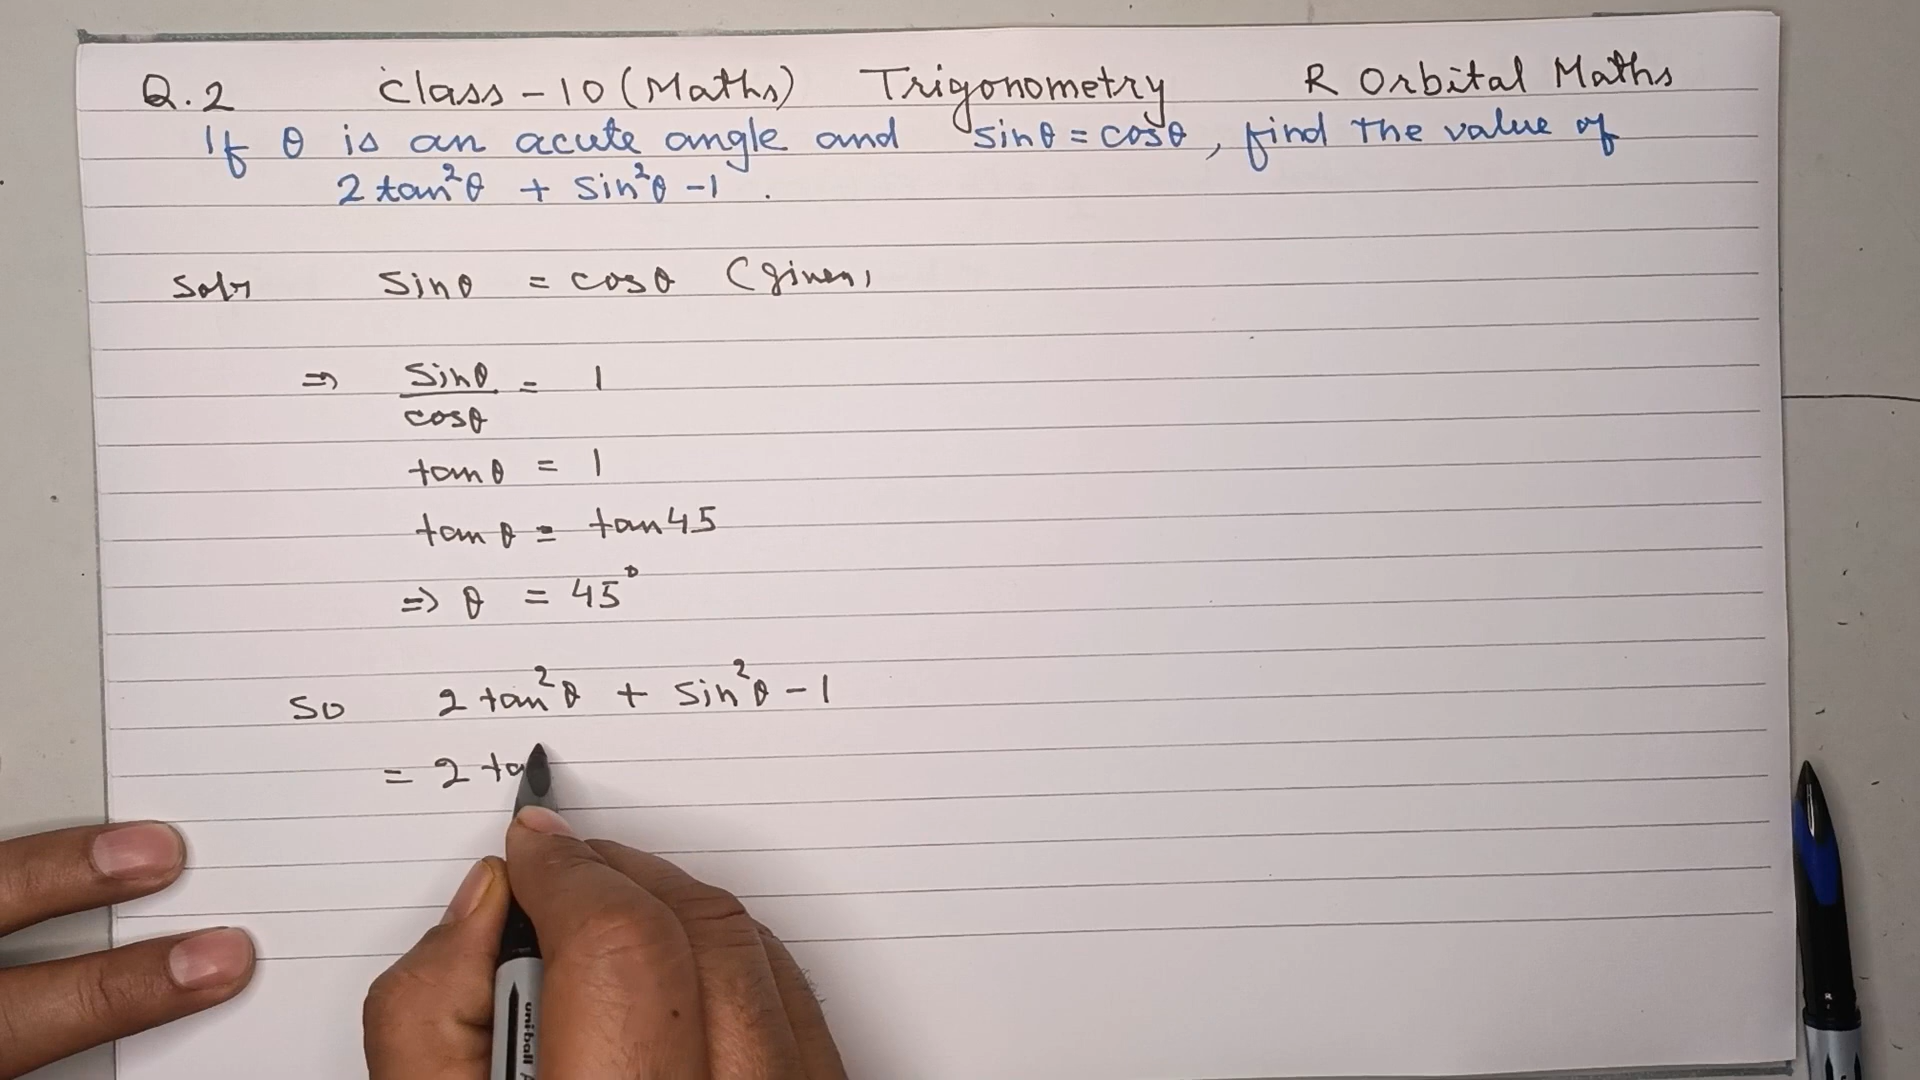 Q.2 Class-10 (Maths) Trigonometry R Orbital Maths
If θ is an acute angle and sinθ = cosθ, find the value of
2 tan²θ + sin²θ -1 .
Soln sinθ = cosθ (given)
⇒ sinθ/cosθ = 1
tanθ = 1
tanθ = tan45
⇒ θ = 45°
So 2 tan²θ + sin²θ - 1
= 2 ta
uni-ball